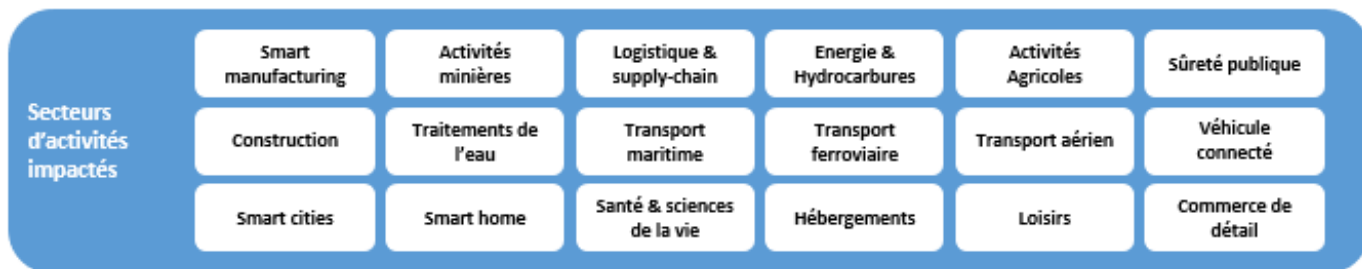 Secteurs
d'activités
impactés
Smart
manufacturing
Activités
minières
Logistique &
supply-chain
Energie &
Hydrocarbures
Activités
Agricoles
Sûreté publique
Construction
Traitements de
l'eau
Transport
maritime
Transport
ferroviaire
Transport aérien
Véhicule
connecté
Smart cities
Smart home
Santé & sciences
de la vie
Hébergements
Loisirs
Commerce de
détail